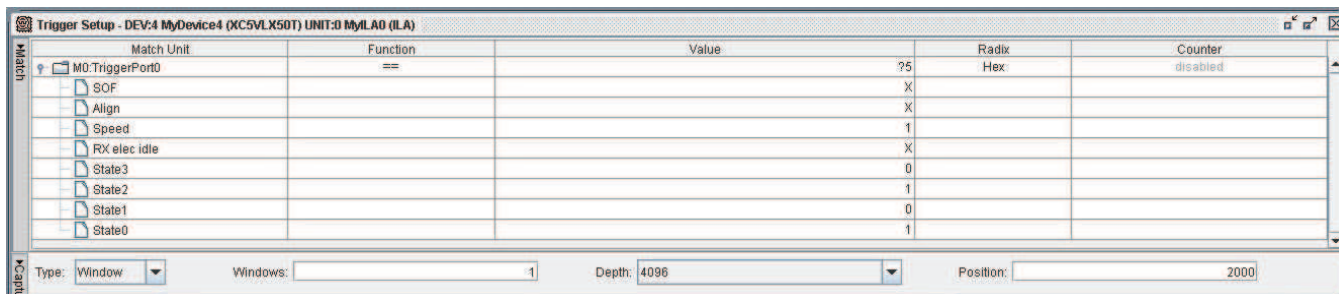 Trigger Setup - DEV:4 MyDevice4 (XC5VLX50T) UNIT:0 MyILA0 (ILA)
Match
Match Unit Function Value Radix Counter
M0:TriggerPort0 == ?5 Hex disabled
SOF X
Align X
Speed 1
RX elec idle X
State3 0
State2 1
State1 0
State0 1
Captu
Type: Window Windows: 1 Depth: 4096 Position: 2000